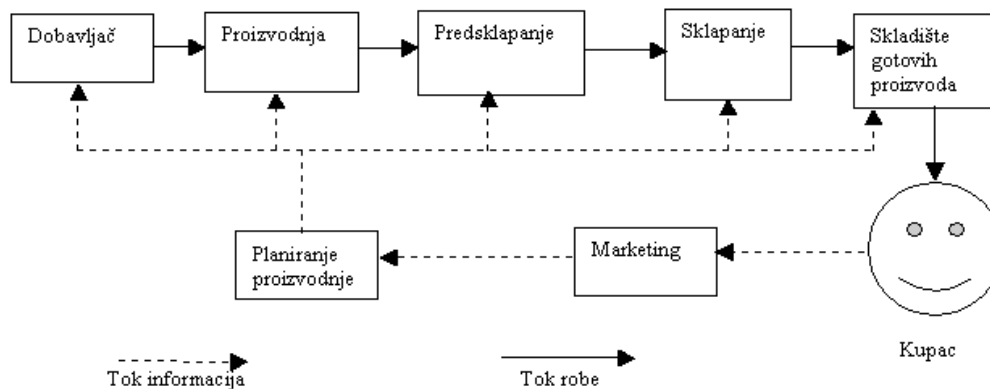 Dobavljač
Proizvodnja
Predsklapanje
Sklapanje
Skladište
gotovih
proizvoda
Planiranje
proizvodnje
Marketing
Kupac
Tok informacija
Tok robe